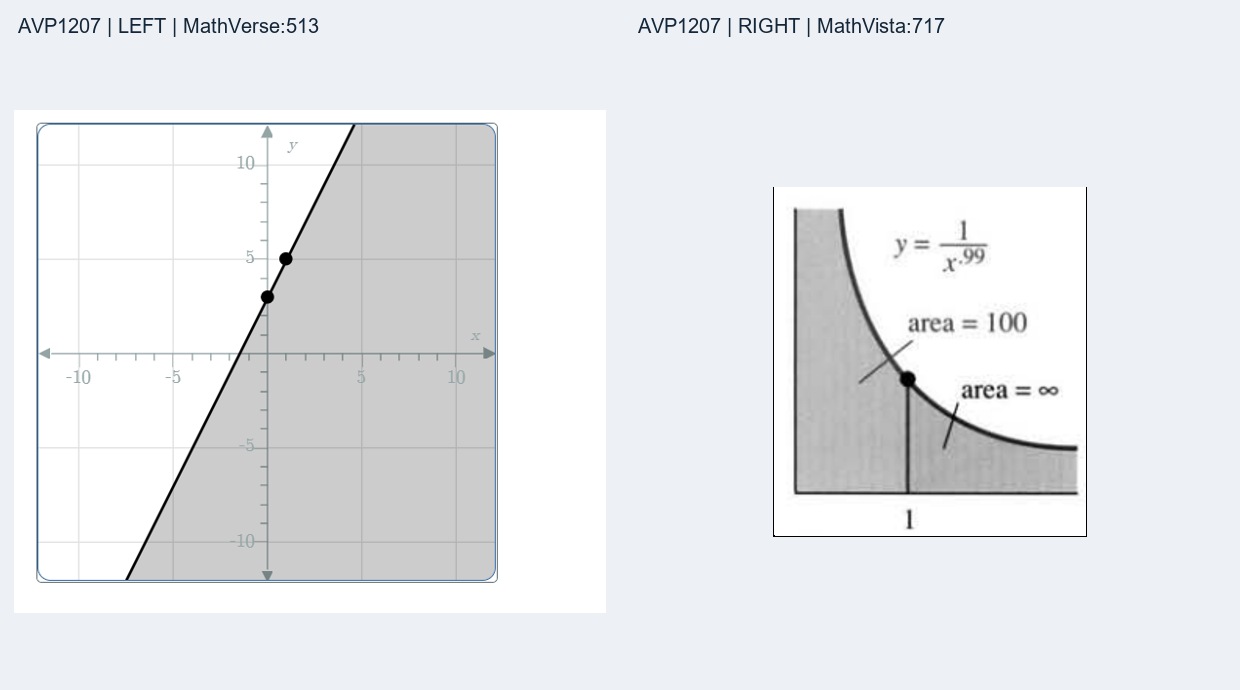 AVP1207 | LEFT | MathVerse:513
AVP1207 | RIGHT | MathVista:717
y
10
5
x
-10 -5 5 10
-5
-10
y = 1/x^.99
area = 100
area = ∞
1